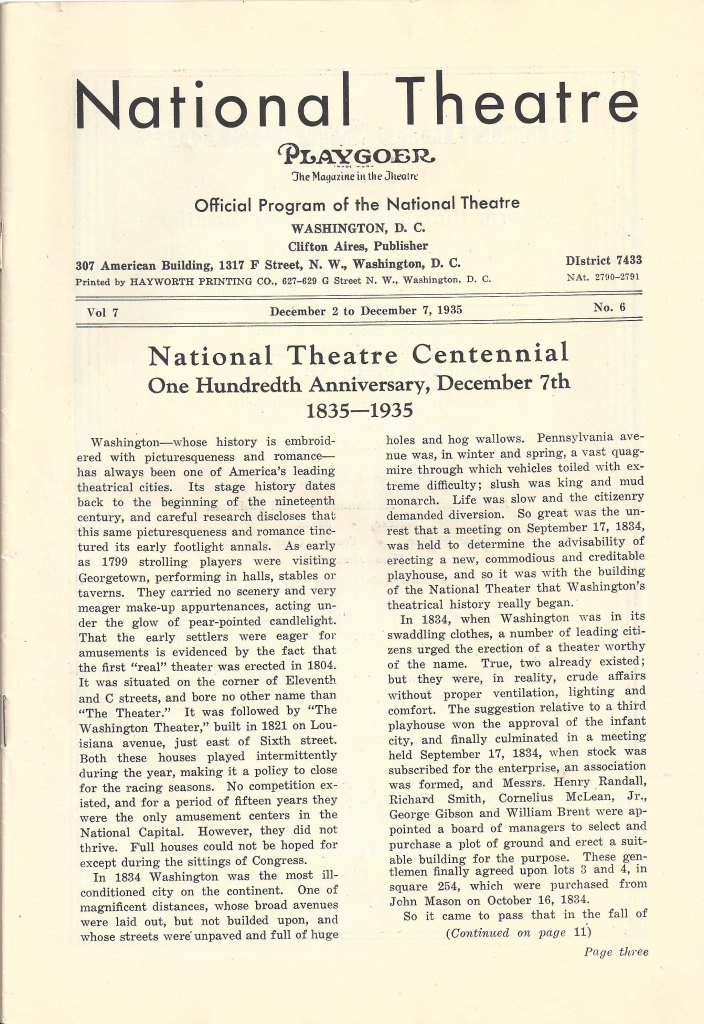 National Theatre
PLAYGOER
The Magazine in the Theatre
Official Program of the National Theatre
WASHINGTON, D. C.
Clifton Aires, Publisher
307 American Building, 1317 F Street, N. W., Washington, D. C.
DIstrict 7433
Printed by HAYWORTH PRINTING CO., 627-629 G Street N. W., Washington, D. C.
NAt. 2790-2791
Vol 7
December 2 to December 7, 1935
No. 6
National Theatre Centennial
One Hundredth Anniversary, December 7th
1835—1935
Washington—whose history is embroid-
ered with picturesqueness and romance—
has always been one of America's leading
theatrical cities. Its stage history dates
back to the beginning of the nineteenth
century, and careful research discloses that
this same picturesqueness and romance tinc-
tured its early footlight annals. As early
as 1799 strolling players were visiting
Georgetown, performing in halls, stables or
taverns. They carried no scenery and very
meager make-up appurtenances, acting un-
der the glow of pear-pointed candlelight.
That the early settlers were eager for
amusements is evidenced by the fact that
the first "real" theater was erected in 1804.
It was situated on the corner of Eleventh
and C streets, and bore no other name than
"The Theater." It was followed by "The
Washington Theater," built in 1821 on Lou-
isiana avenue, just east of Sixth street.
Both these houses played intermittently
during the year, making it a policy to close
for the racing seasons. No competition ex-
isted, and for a period of fifteen years they
were the only amusement centers in the
National Capital. However, they did not
thrive. Full houses could not be hoped for
except during the sittings of Congress.
In 1834 Washington was the most ill-
conditioned city on the continent. One of
magnificent distances, whose broad avenues
were laid out, but not builded upon, and
whose streets were unpaved and full of huge
holes and hog wallows. Pennsylvania ave-
nue was, in winter and spring, a vast quag-
mire through which vehicles toiled with ex-
treme difficulty; slush was king and mud
monarch. Life was slow and the citizenry
demanded diversion. So great was the un-
rest that a meeting on September 17, 1834,
was held to determine the advisability of
erecting a new, commodious and creditable
playhouse, and so it was with the building
of the National Theater that Washington's
theatrical history really began.
In 1834, when Washington was in its
swaddling clothes, a number of leading citi-
zens urged the erection of a theater worthy
of the name. True, two already existed;
but they were, in reality, crude affairs
without proper ventilation, lighting and
comfort. The suggestion relative to a third
playhouse won the approval of the infant
city, and finally culminated in a meeting
held September 17, 1834, when stock was
subscribed for the enterprise, an association
was formed, and Messrs. Henry Randall,
Richard Smith, Cornelius McLean, Jr.,
George Gibson and William Brent were ap-
pointed a board of managers to select and
purchase a plot of ground and erect a suit-
able building for the purpose. These gen-
tlemen finally agreed upon lots 3 and 4, in
square 254, which were purchased from
John Mason on October 16, 1834.
So it came to pass that in the fall of
(Continued on page 11)
Page three